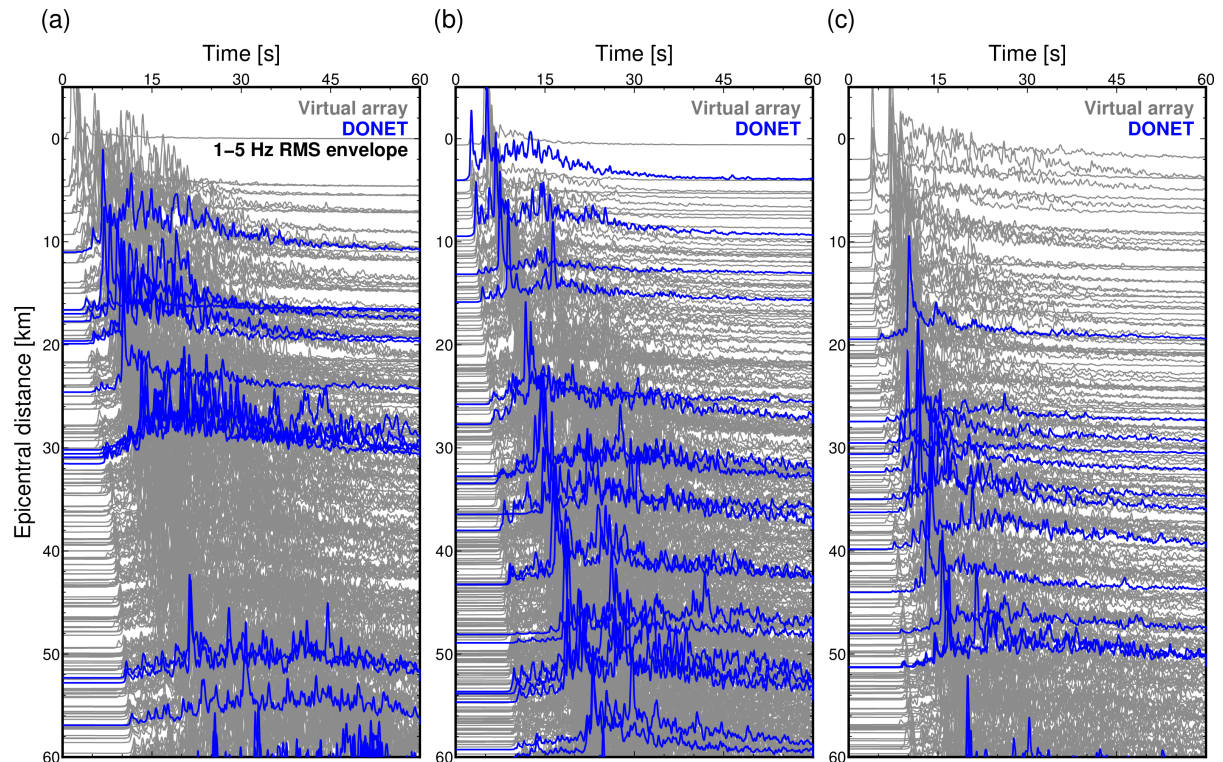 (a)
(b)
(c)
Time [s]
Time [s]
Time [s]
0 15 30 45 60
0 15 30 45 60
0 15 30 45 60
Virtual array
DONET
1−5 Hz RMS envelope
Virtual array
DONET
Virtual array
DONET
Epicentral distance [km]
0
10
20
30
40
50
60
0
10
20
30
40
50
60
0
10
20
30
40
50
60